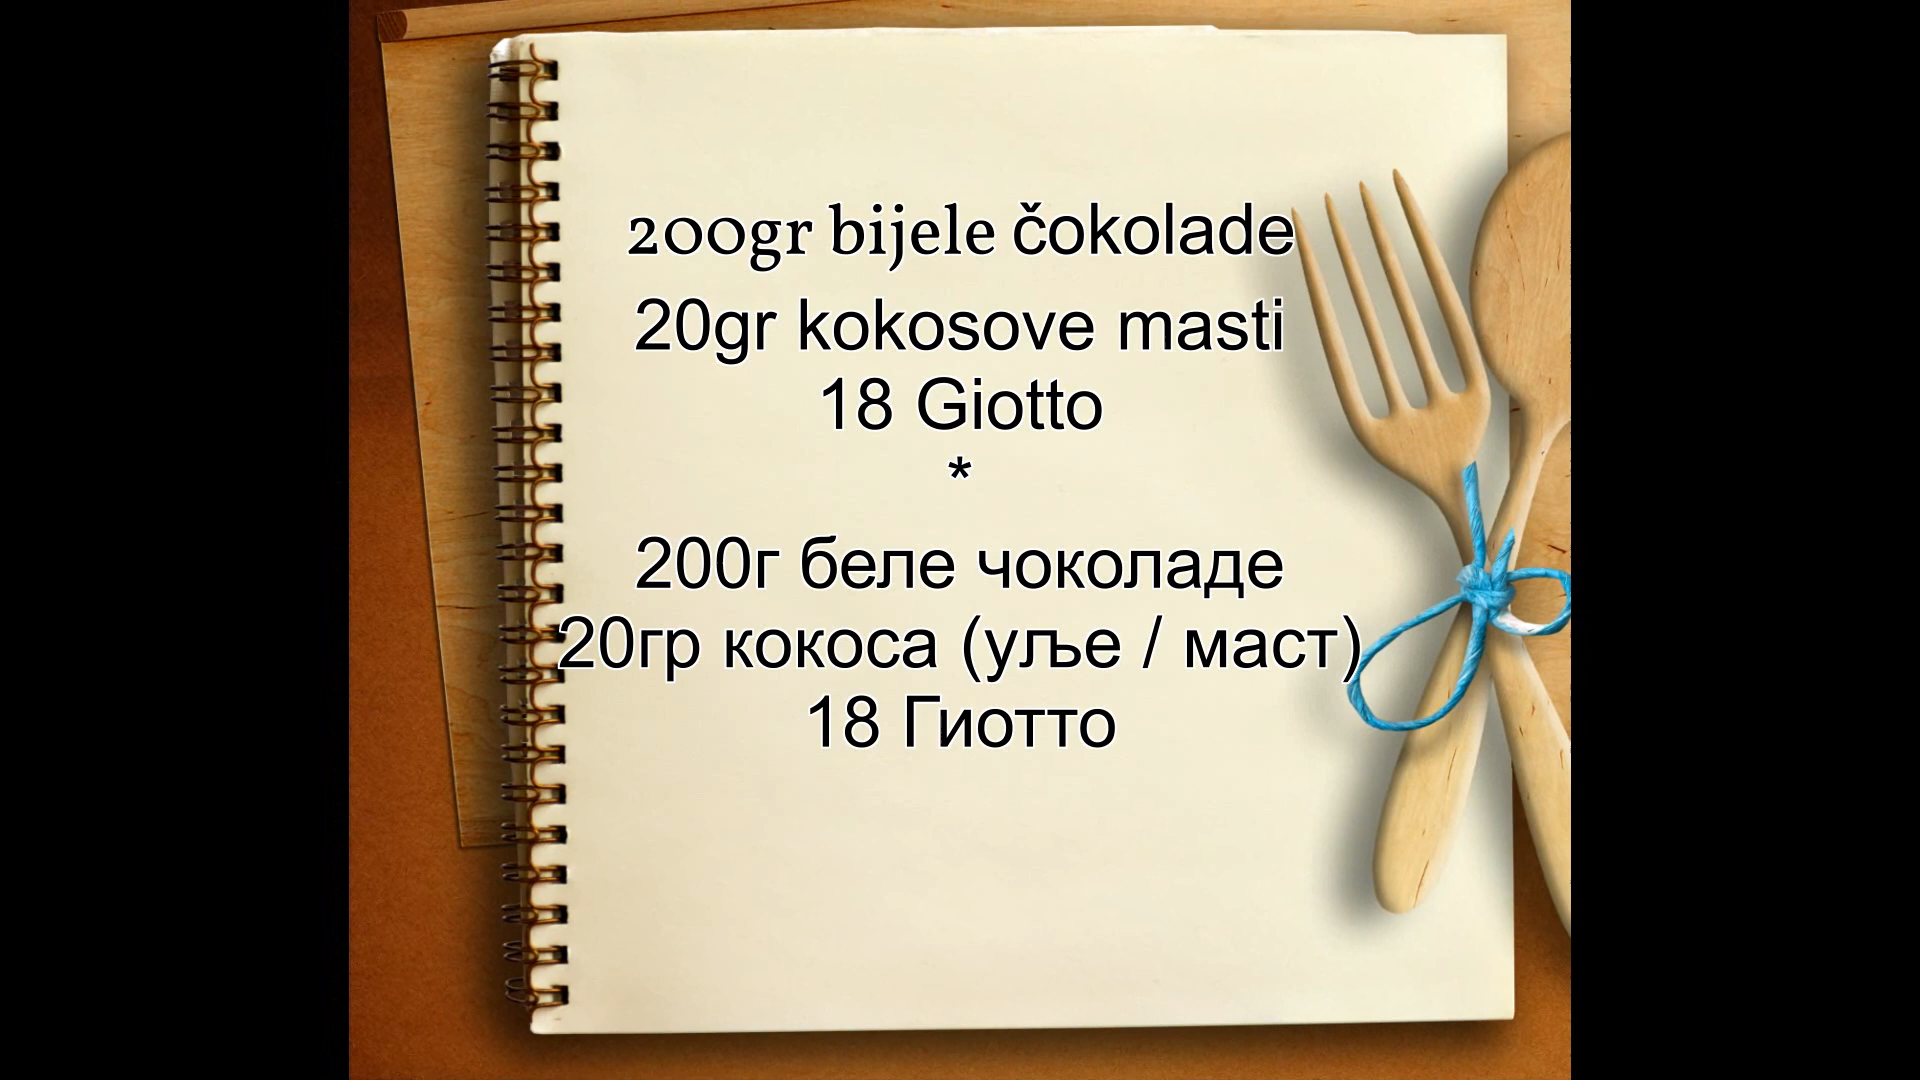 200gr bijele čokolade
20gr kokosove masti
18 Giotto
*
200г беле чоколаде
20гр кокоса (уље / маст)
18 Гиотто